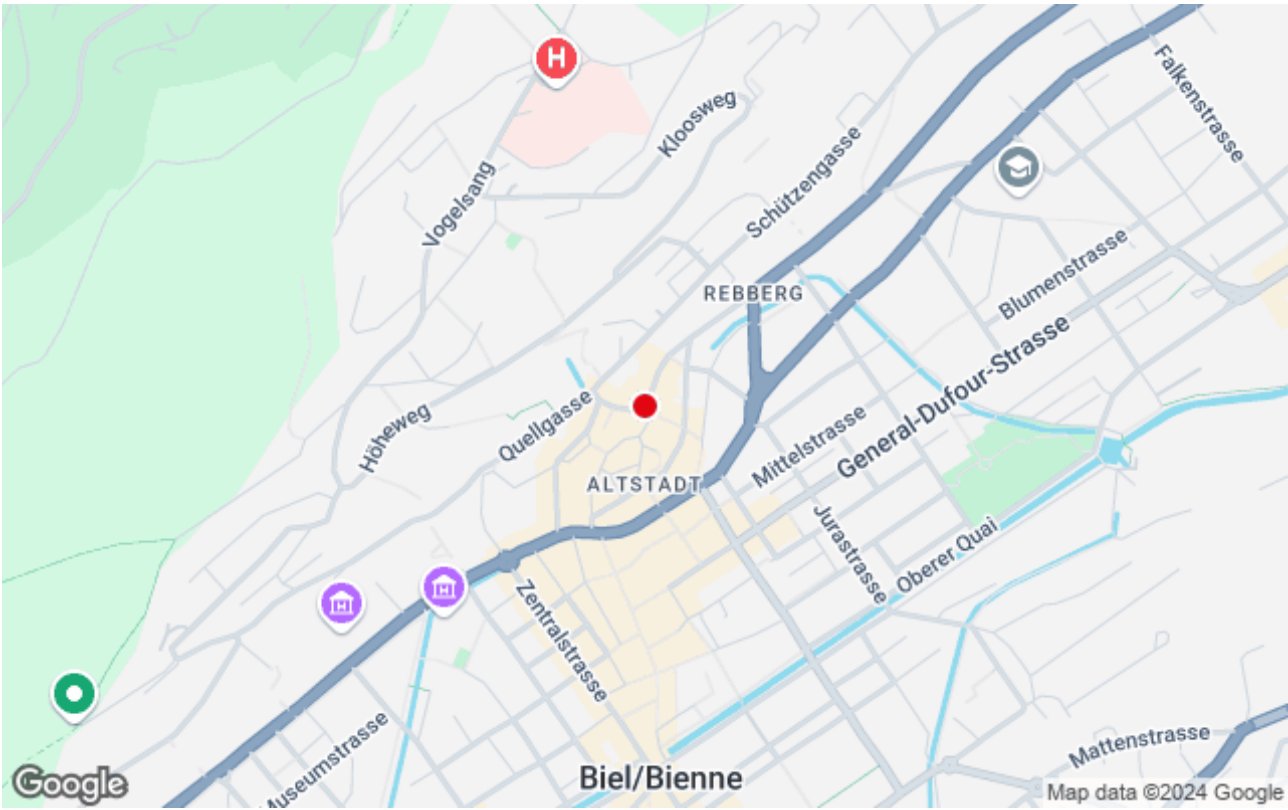 Falkenstrasse
H
Kloosweg
Schützengasse
Vogelsang
Blumenstrasse
REBBERG
General-Dufour-Strasse
Höheweg
Quellgasse
Mittelstrasse
ALTSTADT
Jurastrasse
Oberer Quai
Zentralstrasse
Museumstrasse
Mattenstrasse
Biel/Bienne
Google
Map data ©2024 Google